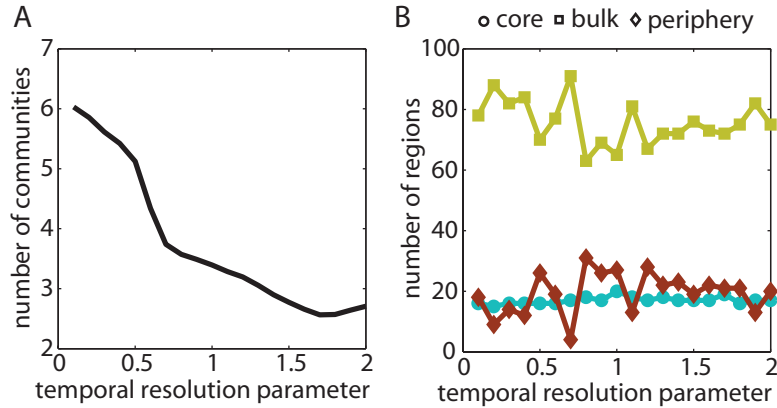 A
number of communities
7
6
5
4
3
2
0 0.5 1 1.5 2
temporal resolution parameter
B
core bulk periphery
number of regions
100
80
60
40
20
0
0 0.5 1 1.5 2
temporal resolution parameter